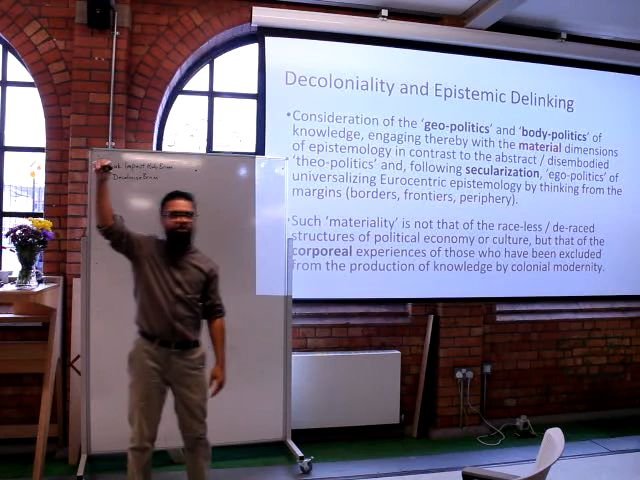 Decoloniality and Epistemic Delinking
•Consideration of the 'geo-politics' and 'body-politics' of
knowledge, engaging thereby with the material dimensions
of epistemology in contrast to the abstract / disembodied
'theo-politics' and, following secularization, 'ego-politics' of
universalizing Eurocentric epistemology by thinking from the
margins (borders, frontiers, periphery).
•Such 'materiality' is not that of the race-less / de-raced
structures of political economy or culture, but that of the
corporeal experiences of those who have been excluded
from the production of knowledge by colonial modernity.
Impact